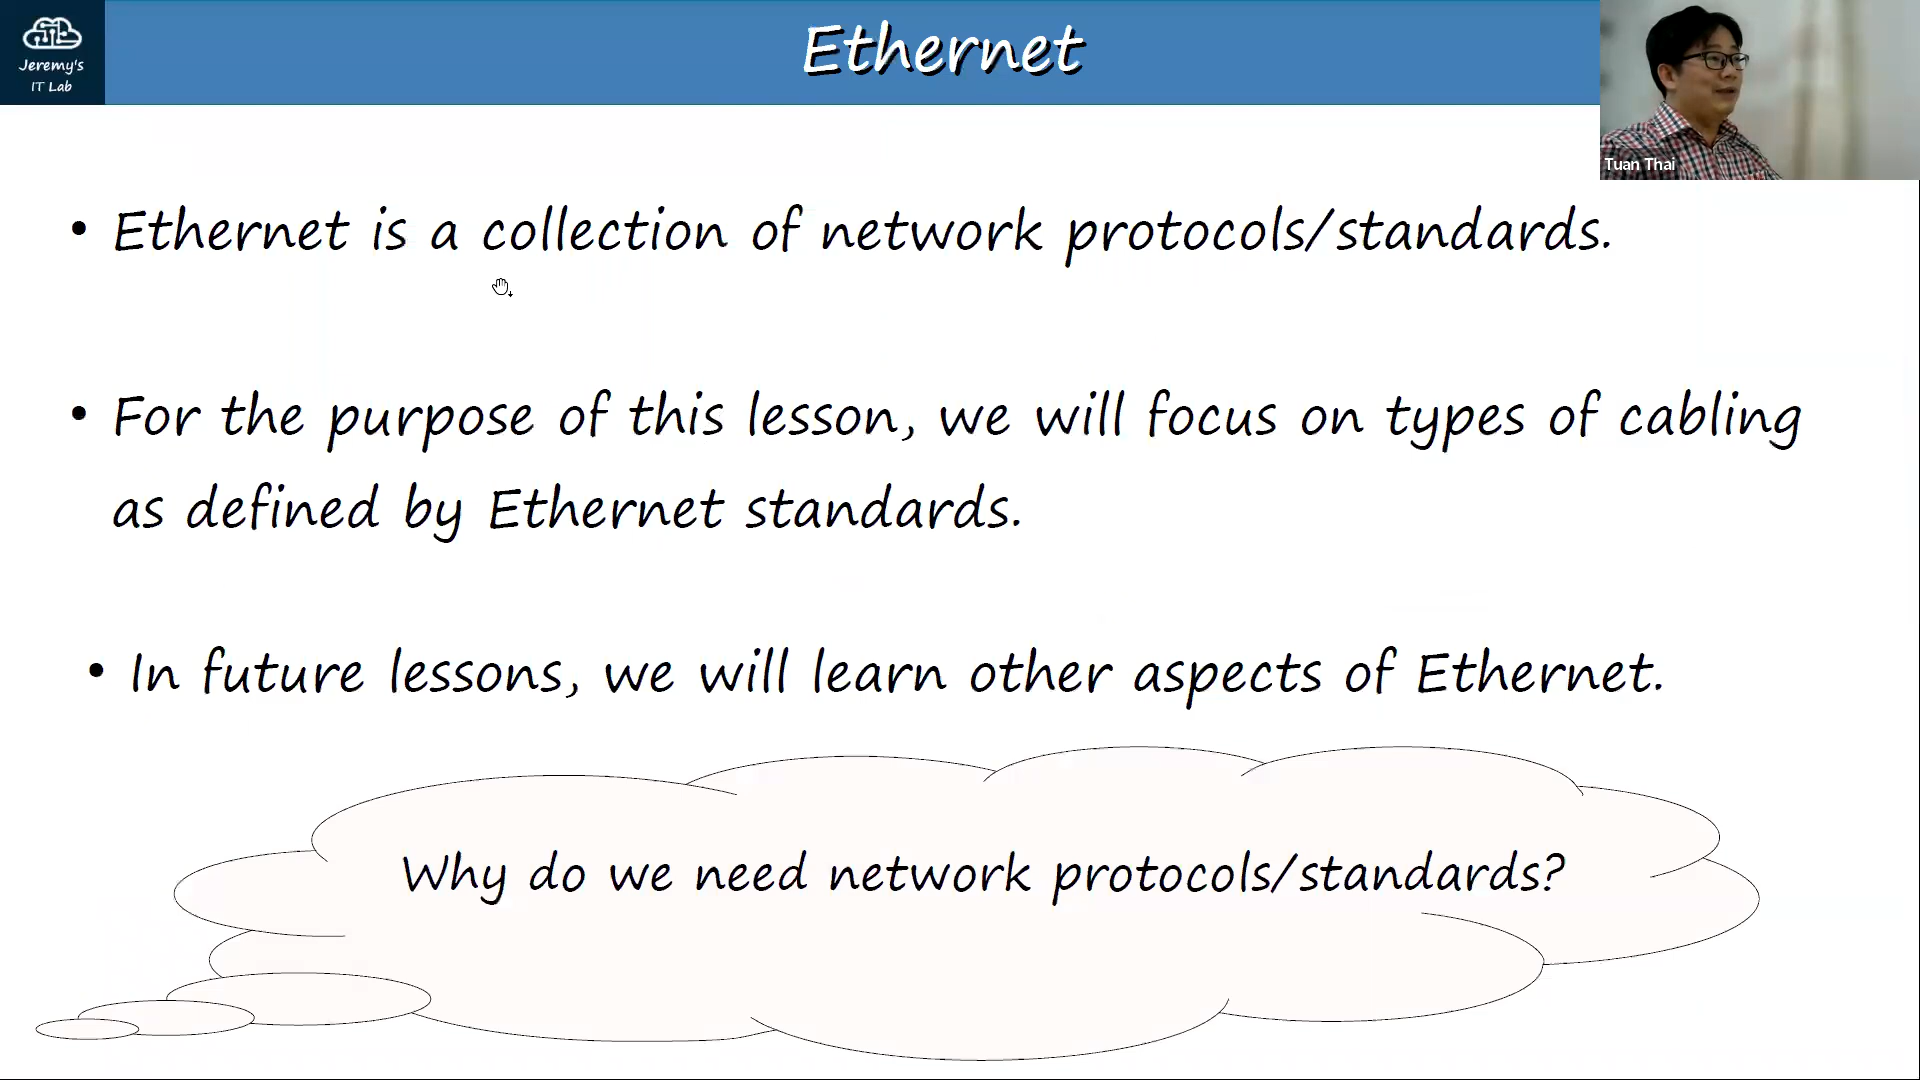 Jeremy's
IT Lab
Ethernet
Tuan Thai
• Ethernet is a collection of network protocols/standards.
• For the purpose of this lesson, we will focus on types of cabling
as defined by Ethernet standards.
• In future lessons, we will learn other aspects of Ethernet.
Why do we need network protocols/standards?